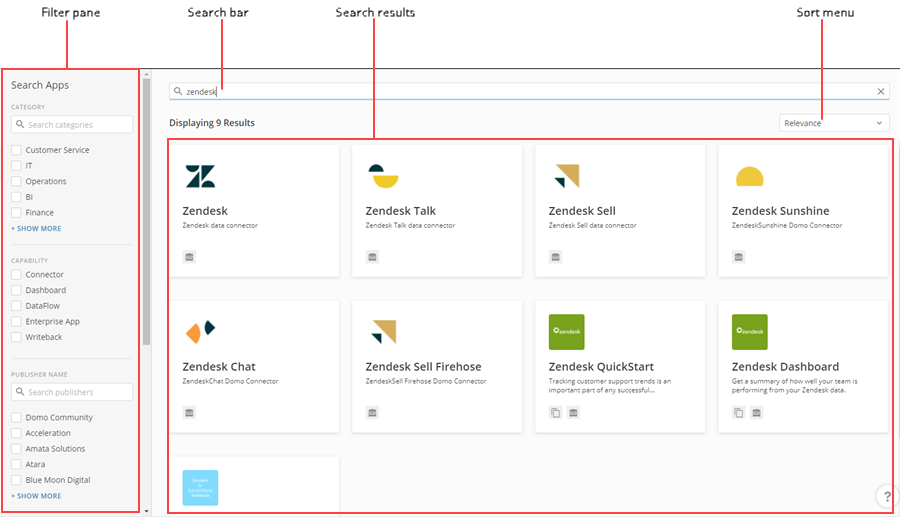 Filter pane
Search bar
Search results
Sort menu
Search Apps
CATEGORY
Search categories
Customer Service
IT
Operations
BI
Finance
+ SHOW MORE
CAPABILITY
Connector
Dashboard
DataFlow
Enterprise App
Writeback
PUBLISHER NAME
Search publishers
Domo Community
Acceleration
Amata Solutions
Atara
Blue Moon Digital
+ SHOW MORE
zendesk
Displaying 9 Results
Relevance
Zendesk
Zendesk data connector
Zendesk Talk
Zendesk Talk data connector
Zendesk Sell
Zendesk Sell data connector
Zendesk Sunshine
ZendeskSunshine Domo Connector
Zendesk Chat
ZendeskChat Domo Connector
Zendesk Sell Firehose
ZendeskSell Firehose Domo Connector
zendesk
Zendesk QuickStart
Tracking customer support trends is an
important part of any successful....
zendesk
Zendesk Dashboard
Get a summary of how well your team is
performing from your Zendesk data.
Zendesk
?